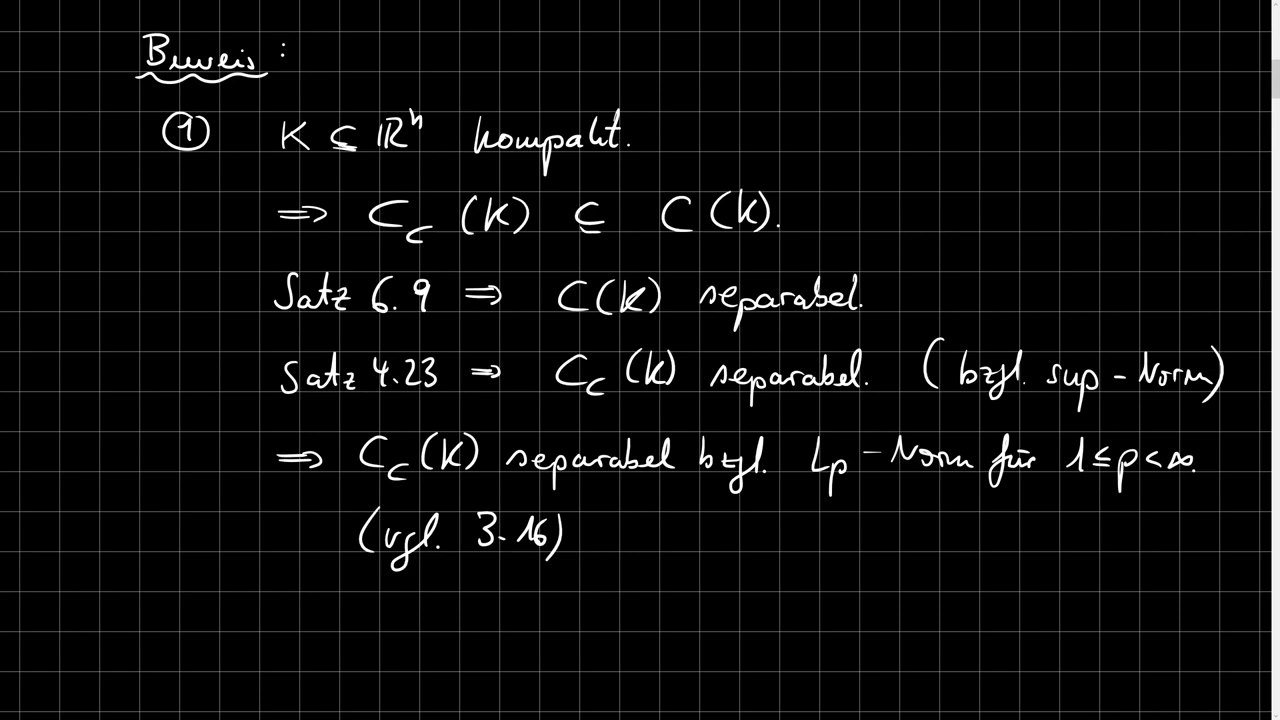 Beweis:
① K ⊆ ℝⁿ kompakt.
⇒ C_c (K) ⊆ C (K).
Satz 6.9 ⇒ C(K) separabel.
Satz 4.23 ⇒ C_c (K) separabel. (bzgl. sup-Norm)
⇒ C_c (K) separabel bzgl. L_p-Norm für 1 ≤ p < ∞.
(vgl. 3.16)